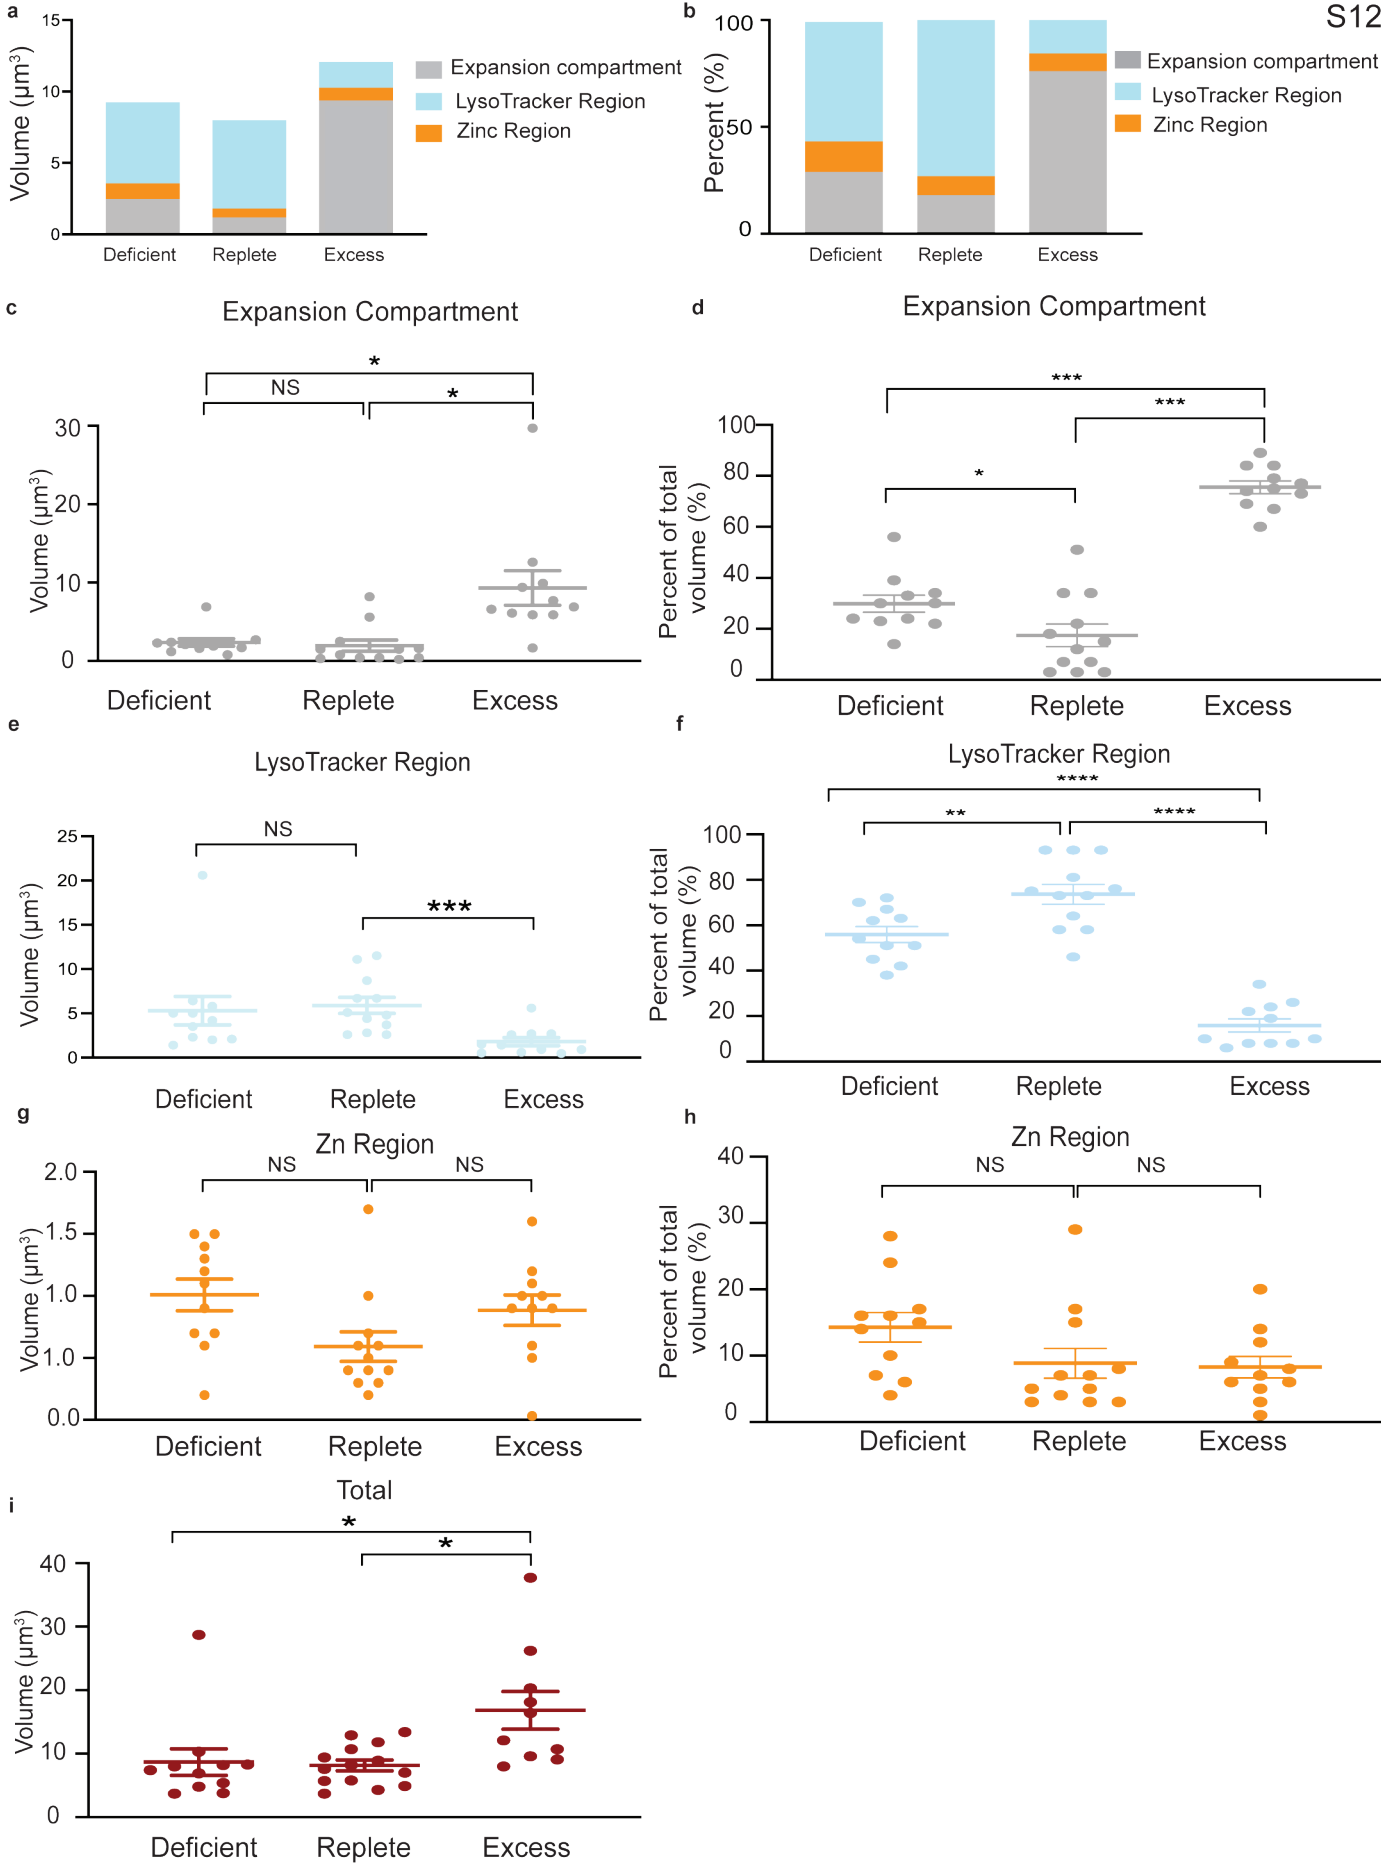 S12
a
15
10
5
0
Volume (µm³)
Expansion compartment
LysoTracker Region
Zinc Region
Deficient
Replete
Excess
b
100
50
0
Percent (%)
Expansion compartment
LysoTracker Region
Zinc Region
Deficient
Replete
Excess
c
Expansion Compartment
*
NS
*
30
20
10
0
Volume (µm³)
Deficient
Replete
Excess
d
Expansion Compartment
***
***
*
100
80
60
40
20
0
Percent of total
volume (%)
Deficient
Replete
Excess
e
LysoTracker Region
NS
***
25
20
15
10
5
0
Volume (µm³)
Deficient
Replete
Excess
f
LysoTracker Region
****
**
****
100
80
60
40
20
0
Percent of total
volume (%)
Deficient
Replete
Excess
g
Zn Region
NS
NS
2.0
1.5
1.0
1.0
0.0
Volume (µm³)
Deficient
Replete
Excess
h
Zn Region
NS
NS
40
30
20
10
0
Percent of total
volume (%)
Deficient
Replete
Excess
i
Total
*
*
40
30
20
10
0
Volume (µm³)
Deficient
Replete
Excess